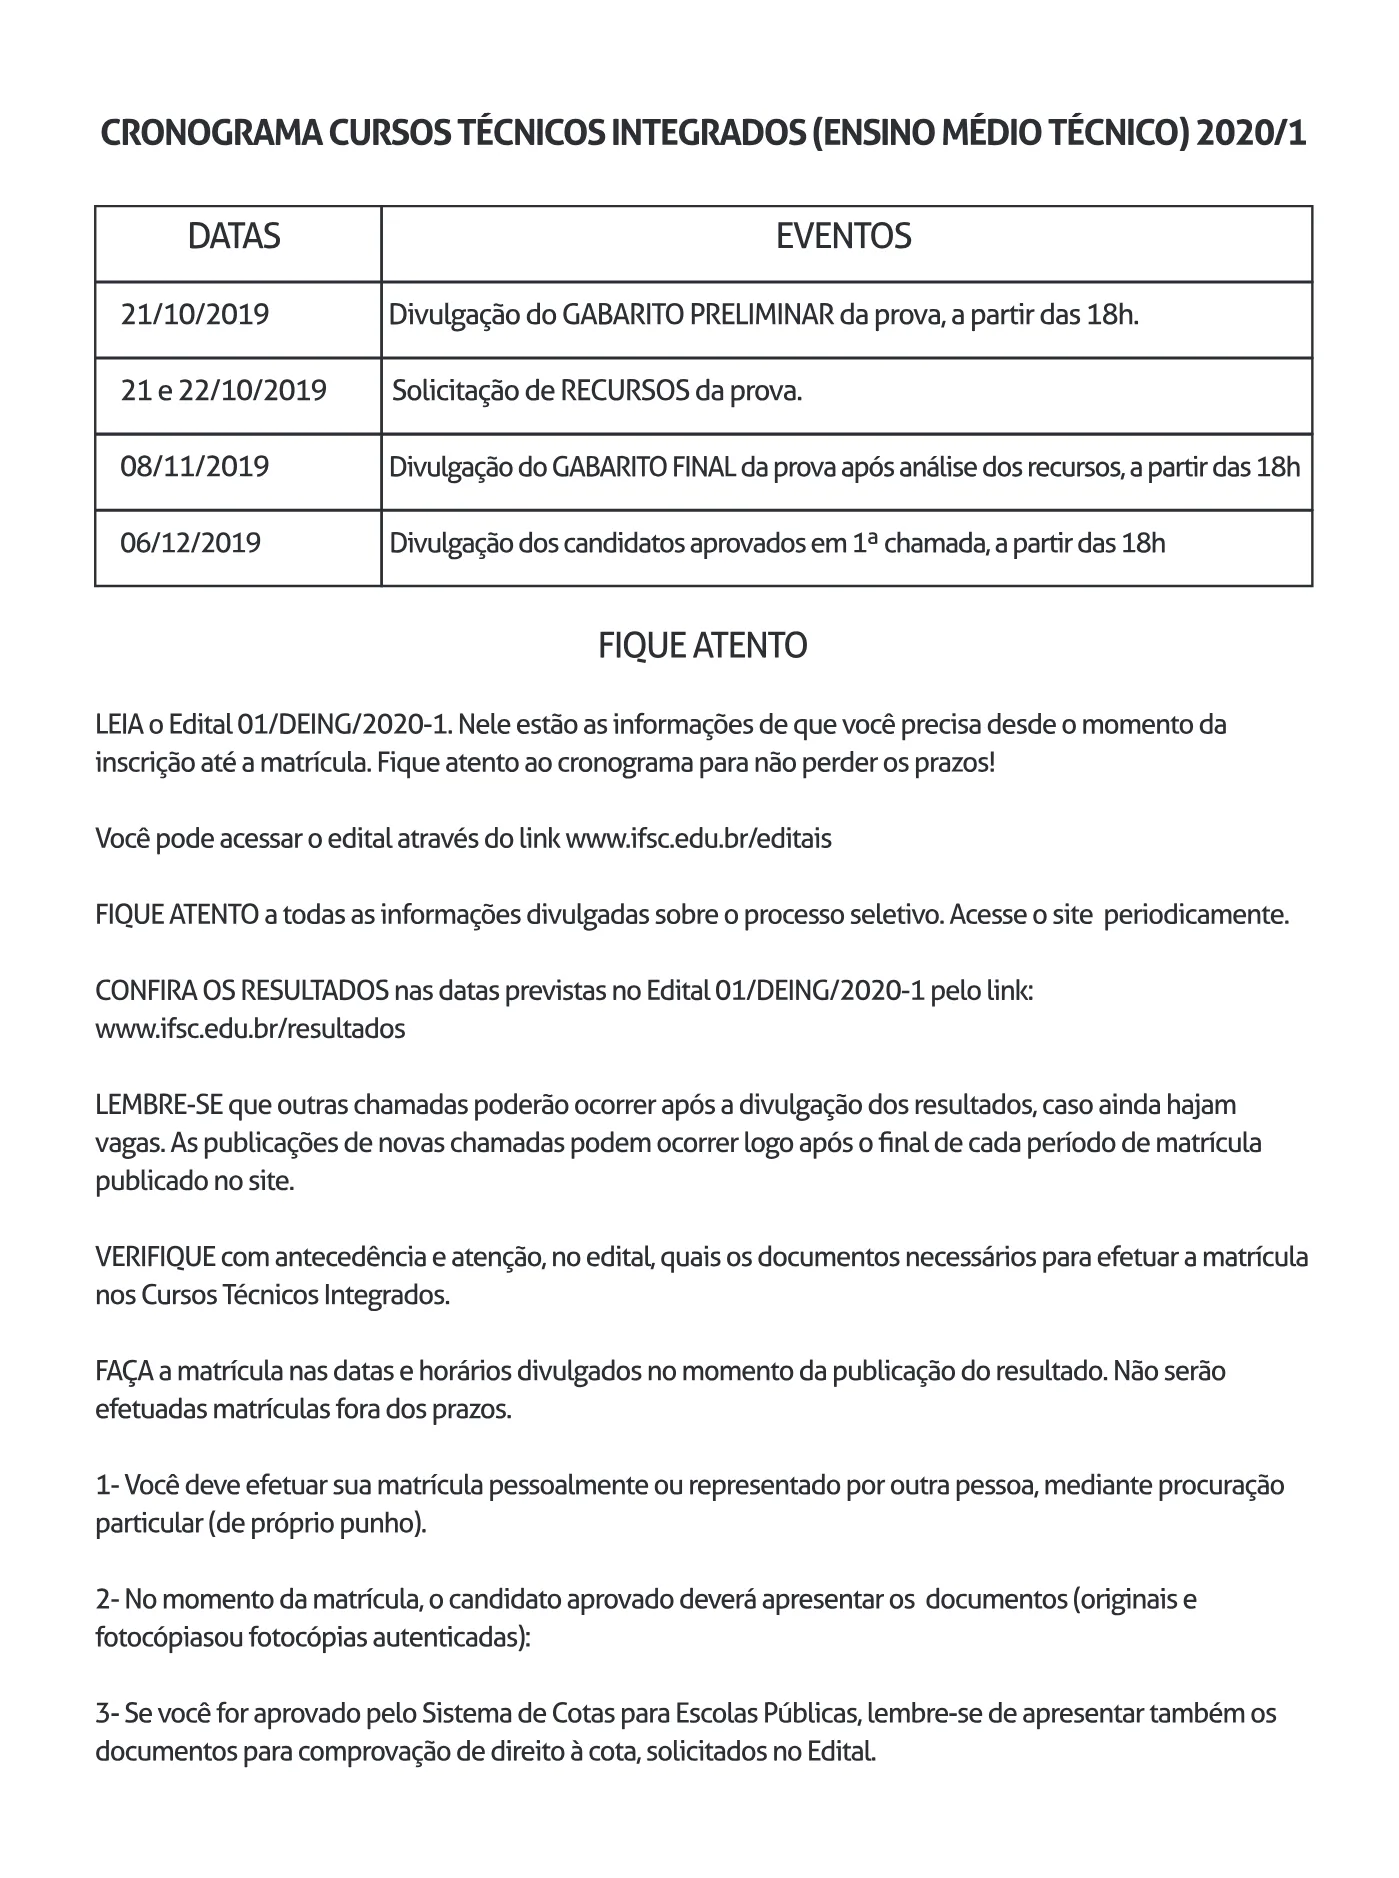 CRONOGRAMA CURSOS TÉCNICOS INTEGRADOS (ENSINO MÉDIO TÉCNICO) 2020/1
DATAS EVENTOS
21/10/2019 Divulgação do GABARITO PRELIMINAR da prova, a partir das 18h.
21 e 22/10/2019 Solicitação de RECURSOS da prova.
08/11/2019 Divulgação do GABARITO FINAL da prova após análise dos recursos, a partir das 18h
06/12/2019 Divulgação dos candidatos aprovados em 1ª chamada, a partir das 18h
FIQUE ATENTO
LEIA o Edital 01/DEING/2020-1. Nele estão as informações de que você precisa desde o momento da
inscrição até a matrícula. Fique atento ao cronograma para não perder os prazos!
Você pode acessar o edital através do link www.ifsc.edu.br/editais
FIQUE ATENTO a todas as informações divulgadas sobre o processo seletivo. Acesse o site  periodicamente.
CONFIRA OS RESULTADOS nas datas previstas no Edital 01/DEING/2020-1 pelo link:
www.ifsc.edu.br/resultados
LEMBRE-SE que outras chamadas poderão ocorrer após a divulgação dos resultados, caso ainda hajam
vagas. As publicações de novas chamadas podem ocorrer logo após o final de cada período de matrícula
publicado no site.
VERIFIQUE com antecedência e atenção, no edital, quais os documentos necessários para efetuar a matrícula
nos Cursos Técnicos Integrados.
FAÇA a matrícula nas datas e horários divulgados no momento da publicação do resultado. Não serão
efetuadas matrículas fora dos prazos.
1- Você deve efetuar sua matrícula pessoalmente ou representado por outra pessoa, mediante procuração
particular (de próprio punho).
2- No momento da matrícula, o candidato aprovado deverá apresentar os  documentos (originais e
fotocópiasou fotocópias autenticadas):
3- Se você for aprovado pelo Sistema de Cotas para Escolas Públicas, lembre-se de apresentar também os
documentos para comprovação de direito à cota, solicitados no Edital.